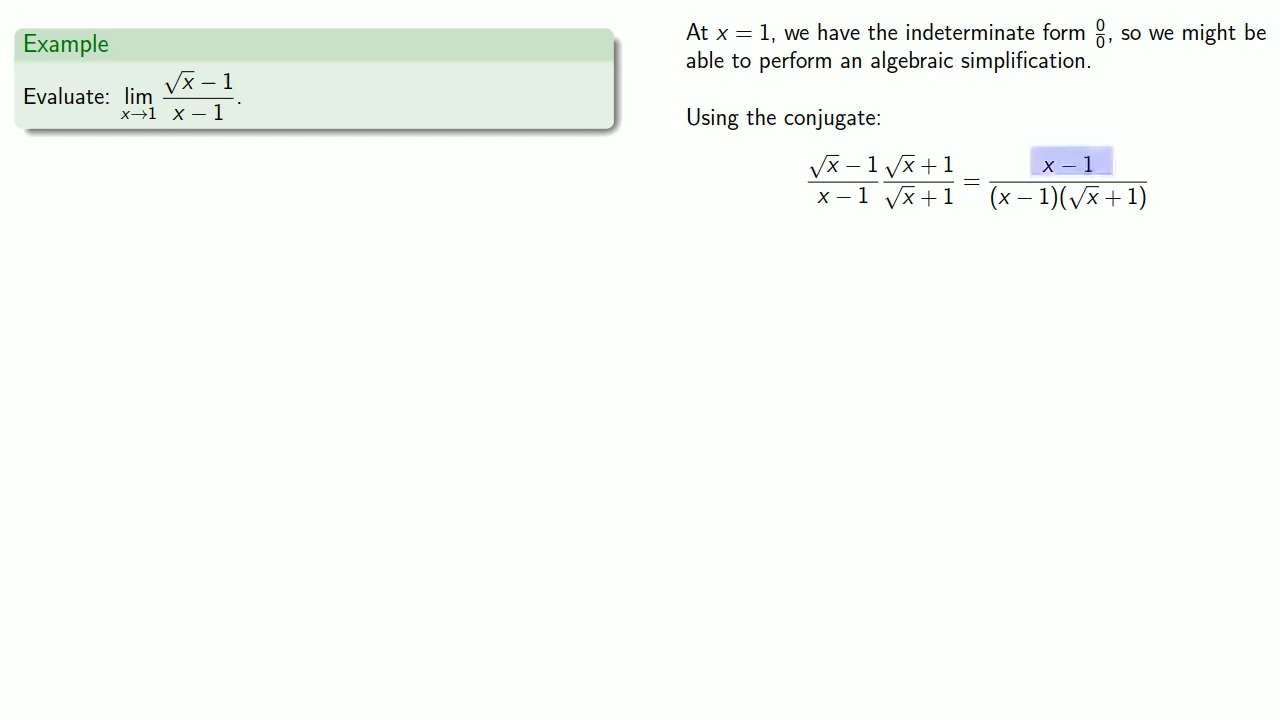 Example
Evaluate: lim x→1 (√x − 1)/(x − 1).
At x = 1, we have the indeterminate form 0/0, so we might be
able to perform an algebraic simplification.
Using the conjugate:
(√x − 1)/(x − 1) (√x + 1)/(√x + 1) = (x − 1)/((x − 1)(√x + 1))